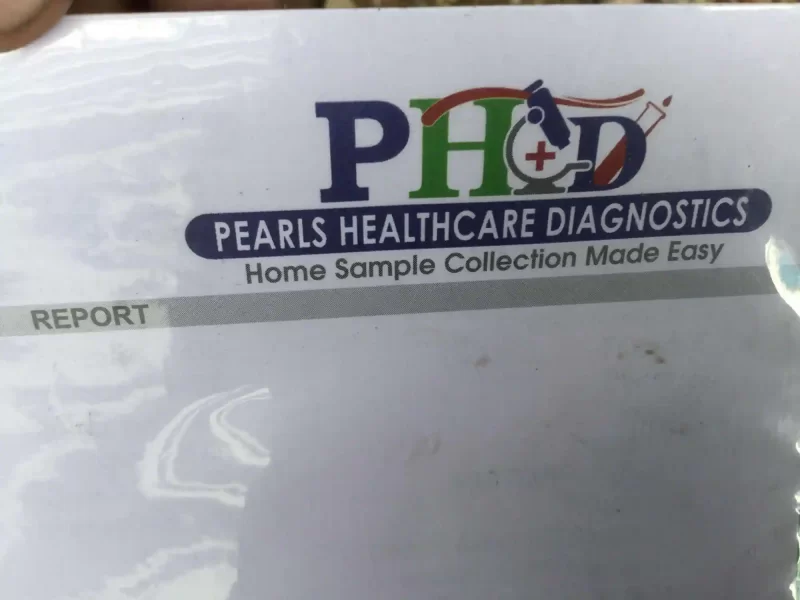 PHD
PEARLS HEALTHCARE DIAGNOSTICS
Home Sample Collection Made Easy
REPORT